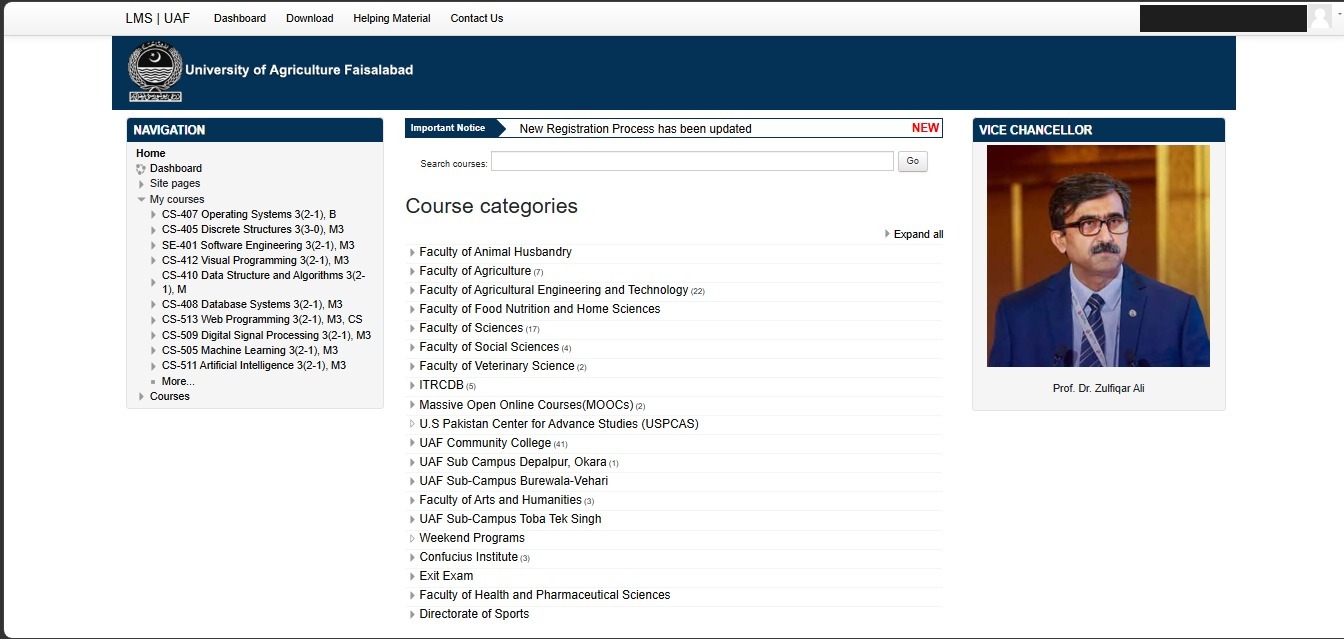 LMS | UAF Dashboard Download Helping Material Contact Us
University of Agriculture Faisalabad
NAVIGATION
Home
Dashboard
Site pages
My courses
CS-407 Operating Systems 3(2-1), B
CS-405 Discrete Structures 3(3-0), M3
SE-401 Software Engineering 3(2-1), M3
CS-412 Visual Programming 3(2-1), M3
CS-410 Data Structure and Algorithms 3(2-
1), M
CS-408 Database Systems 3(2-1), M3
CS-513 Web Programming 3(2-1), M3, CS
CS-509 Digital Signal Processing 3(2-1), M3
CS-505 Machine Learning 3(2-1), M3
CS-511 Artificial Intelligence 3(2-1), M3
More...
Courses
Important Notice New Registration Process has been updated NEW
Search courses: Go
Course categories
Expand all
Faculty of Animal Husbandry
Faculty of Agriculture (7)
Faculty of Agricultural Engineering and Technology (22)
Faculty of Food Nutrition and Home Sciences
Faculty of Sciences (17)
Faculty of Social Sciences (4)
Faculty of Veterinary Science (2)
ITRCDB (5)
Massive Open Online Courses(MOOCs) (2)
U.S Pakistan Center for Advance Studies (USPCAS)
UAF Community College (41)
UAF Sub Campus Depalpur, Okara (1)
UAF Sub-Campus Burewala-Vehari
Faculty of Arts and Humanities (3)
UAF Sub-Campus Toba Tek Singh
Weekend Programs
Confucius Institute (3)
Exit Exam
Faculty of Health and Pharmaceutical Sciences
Directorate of Sports
VICE CHANCELLOR
Prof. Dr. Zulfiqar Ali